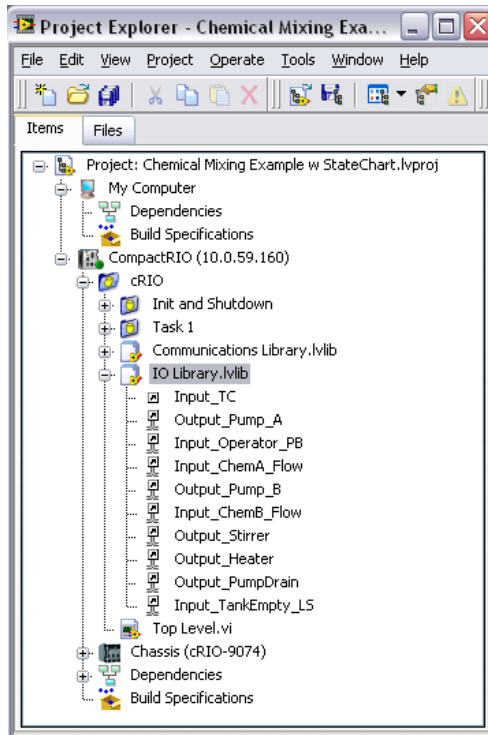 Project Explorer - Chemical Mixing Exa...
File Edit View Project Operate Tools Window Help
Items Files
Project: Chemical Mixing Example w StateChart.lvproj
My Computer
Dependencies
Build Specifications
CompactRIO (10.0.59.160)
cRIO
Init and Shutdown
Task 1
Communications Library.lvlib
IO Library.lvlib
Input_TC
Output_Pump_A
Input_Operator_PB
Input_ChemA_Flow
Output_Pump_B
Input_ChemB_Flow
Output_Stirrer
Output_Heater
Output_PumpDrain
Input_TankEmpty_LS
Top Level.vi
Chassis (cRIO-9074)
Dependencies
Build Specifications